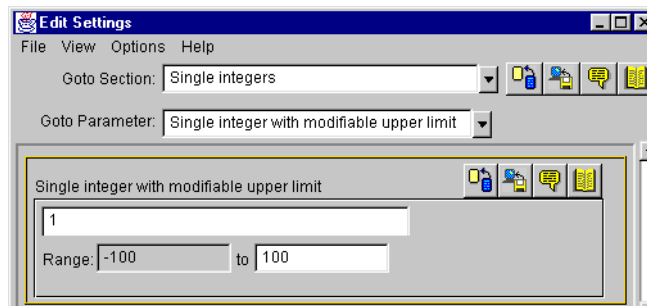 Edit Settings
File View Options Help
Goto Section: Single integers
Goto Parameter: Single integer with modifiable upper limit
Single integer with modifiable upper limit
1
Range: -100 to 100